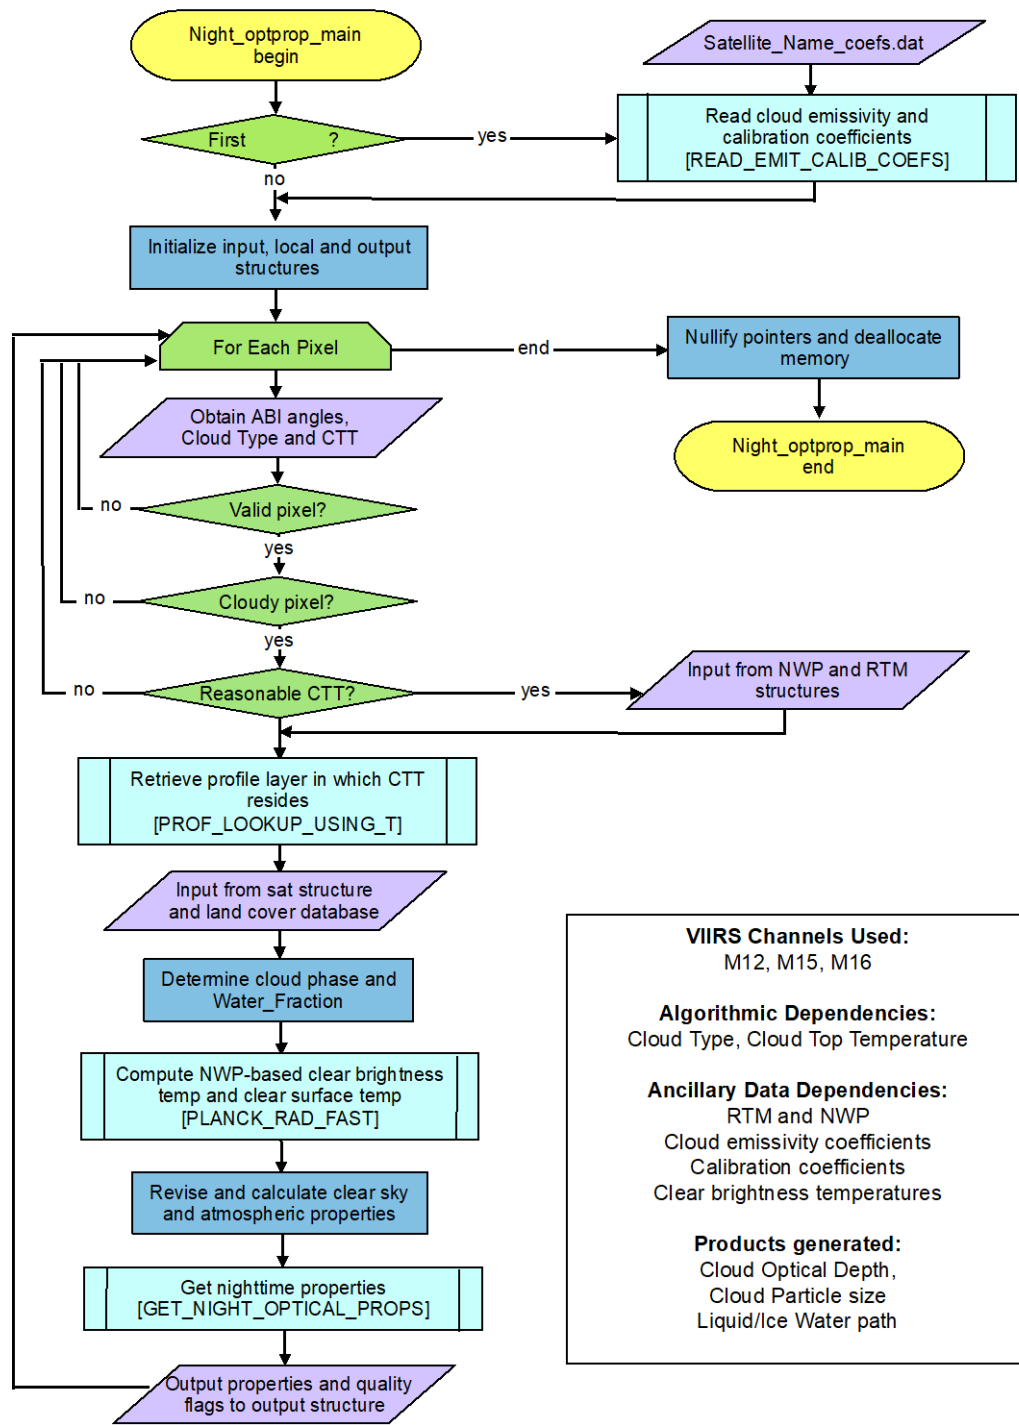 Night_optprop_main
begin
Satellite_Name_coefs.dat
First ?
yes
Read cloud emissivity and
calibration coefficients
[READ_EMIT_CALIB_COEFS]
no
Initialize input, local and output
structures
For Each Pixel
end
Nullify pointers and deallocate
memory
Night_optprop_main
end
Obtain ABI angles,
Cloud Type and CTT
Valid pixel?
no
yes
Cloudy pixel?
no
yes
Reasonable CTT?
no
yes
Input from NWP and RTM
structures
Retrieve profile layer in which CTT
resides
[PROF_LOOKUP_USING_T]
Input from sat structure
and land cover database
Determine cloud phase and
Water_Fraction
Compute NWP-based clear brightness
temp and clear surface temp
[PLANCK_RAD_FAST]
Revise and calculate clear sky
and atmospheric properties
Get nighttime properties
[GET_NIGHT_OPTICAL_PROPS]
Output properties and quality
flags to output structure
VIIRS Channels Used:
M12, M15, M16
Algorithmic Dependencies:
Cloud Type, Cloud Top Temperature
Ancillary Data Dependencies:
RTM and NWP
Cloud emissivity coefficients
Calibration coefficients
Clear brightness temperatures
Products generated:
Cloud Optical Depth,
Cloud Particle size
Liquid/Ice Water path